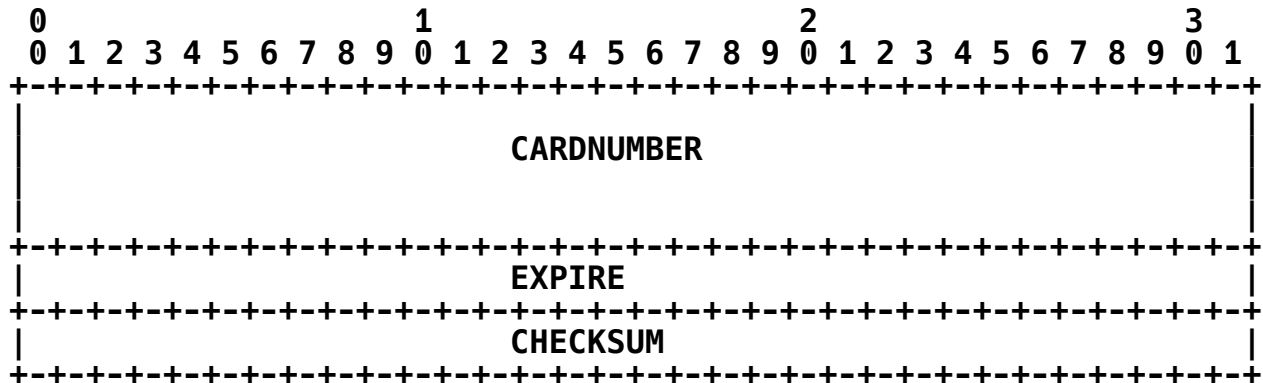 0                   1                   2                   3
 0 1 2 3 4 5 6 7 8 9 0 1 2 3 4 5 6 7 8 9 0 1 2 3 4 5 6 7 8 9 0 1
+-+-+-+-+-+-+-+-+-+-+-+-+-+-+-+-+-+-+-+-+-+-+-+-+-+-+-+-+-+-+-+-+
|                                                               |
|                         CARDNUMBER                            |
|                                                               |
|                                                               |
+-+-+-+-+-+-+-+-+-+-+-+-+-+-+-+-+-+-+-+-+-+-+-+-+-+-+-+-+-+-+-+-+
|                         EXPIRE                                |
+-+-+-+-+-+-+-+-+-+-+-+-+-+-+-+-+-+-+-+-+-+-+-+-+-+-+-+-+-+-+-+-+
|                         CHECKSUM                              |
+-+-+-+-+-+-+-+-+-+-+-+-+-+-+-+-+-+-+-+-+-+-+-+-+-+-+-+-+-+-+-+-+